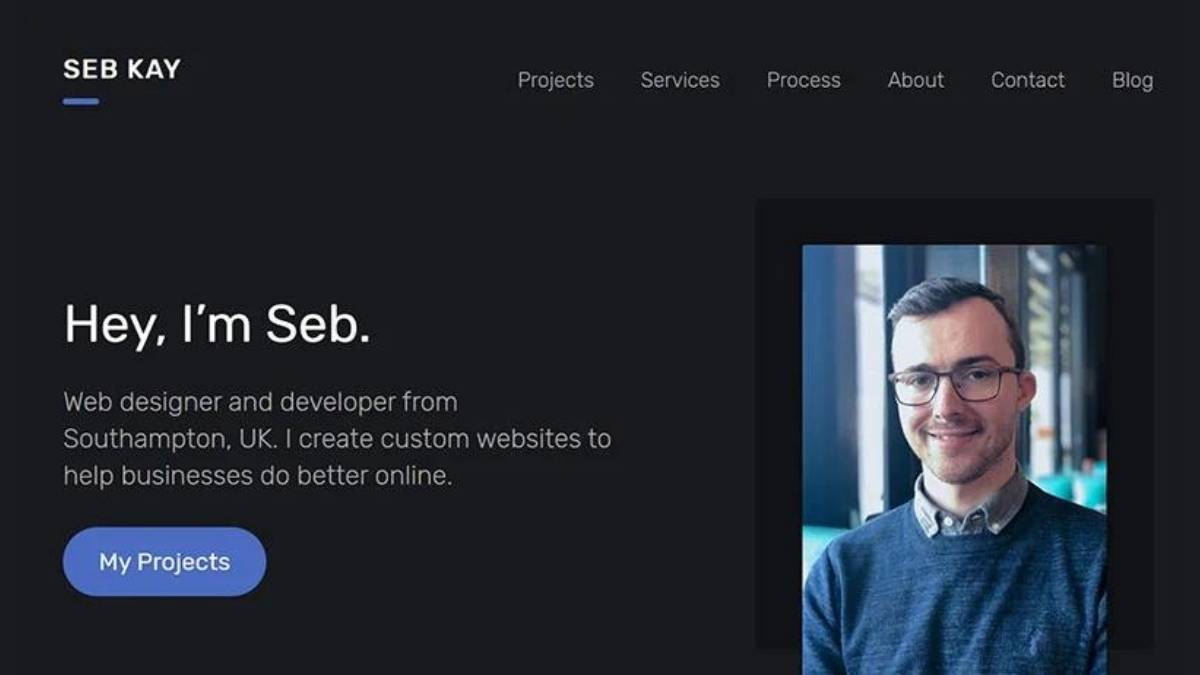 SEB KAY
Projects Services Process About Contact Blog
Hey, I’m Seb.
Web designer and developer from
Southampton, UK. I create custom websites to
help businesses do better online.
My Projects